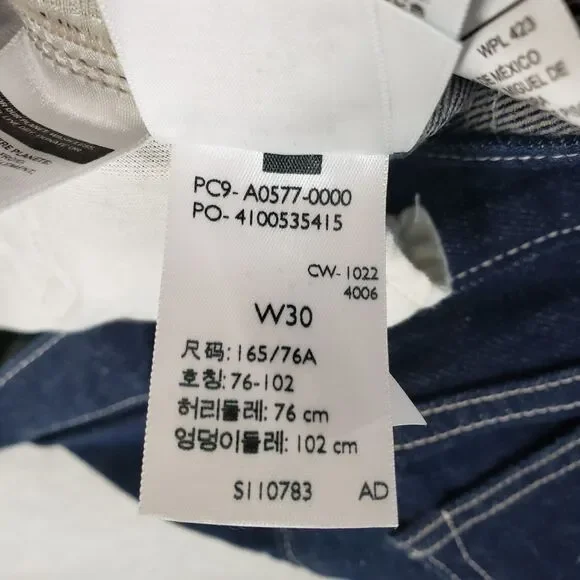 WPL 423
DE MÉXICO
MIGUEL DE
PC9- A0577-0000
PO- 4100535415
CW- 1022
4006
W30
尺码: 165/76A
호칭: 76-102
허리둘레: 76 cm
엉덩이둘레: 102 cm
S110783 AD